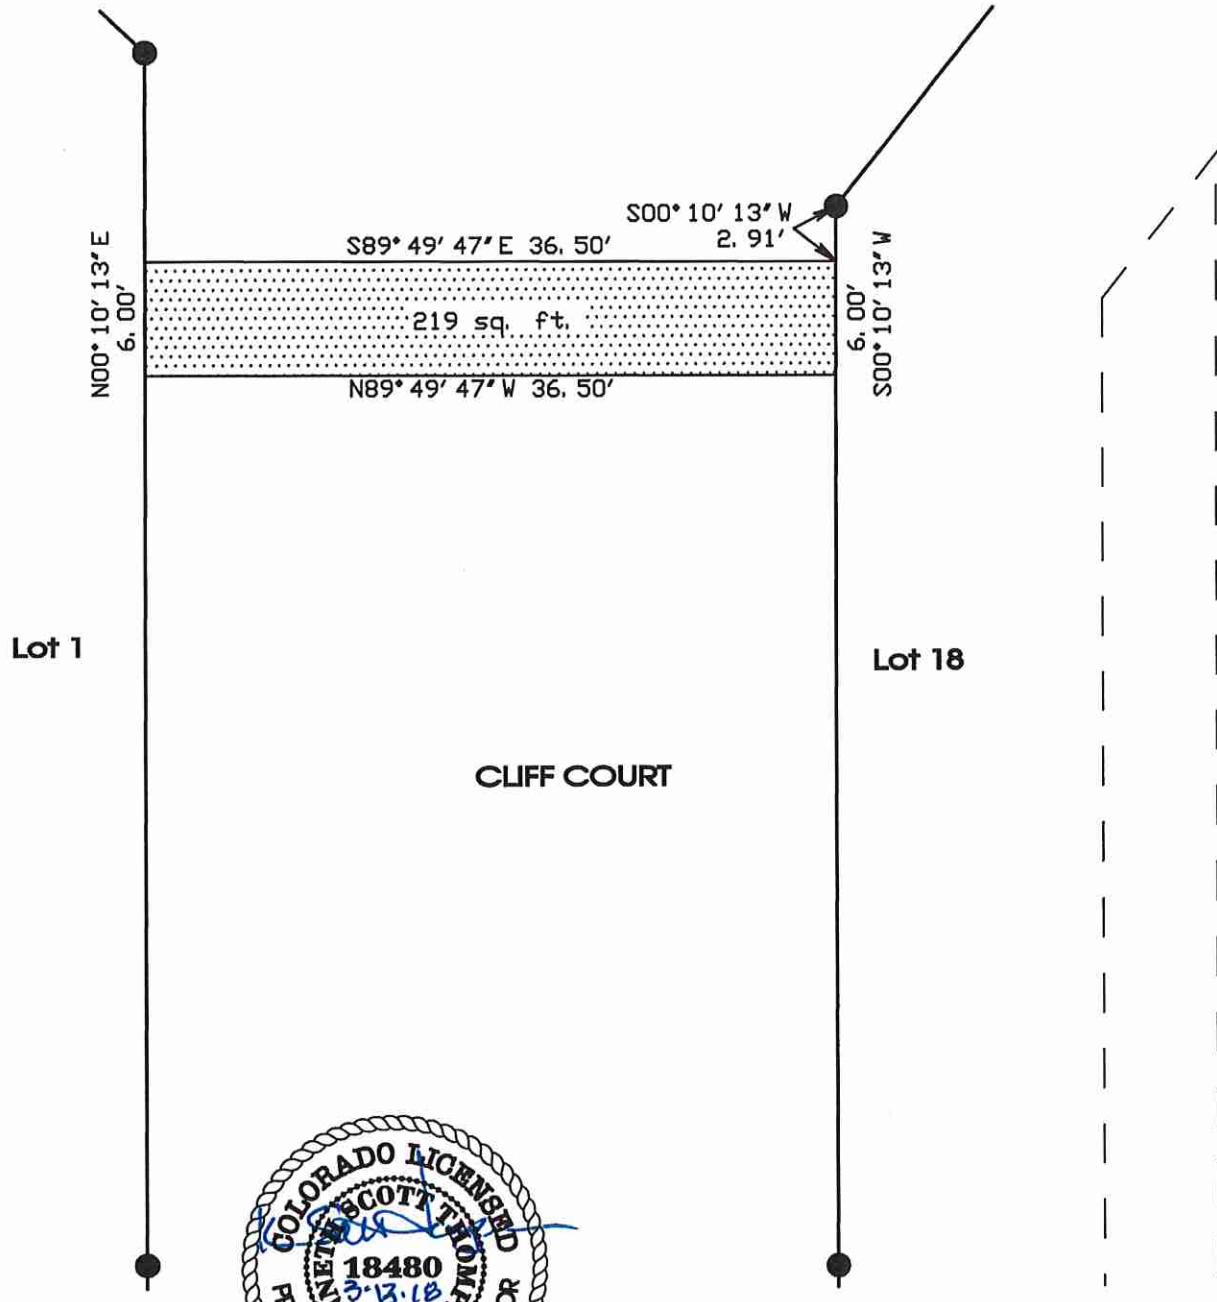 S00° 10' 13" W
2.91'
S89° 49' 47" E 36.50'
N00° 10' 13" E
6.00'
219 sq. ft.
6.00'
S00° 10' 13" W
N89° 49' 47" W 36.50'
Lot 1
Lot 18
CLIFF COURT
COLORADO LICENSED
SCOTT
18480
3.13.18